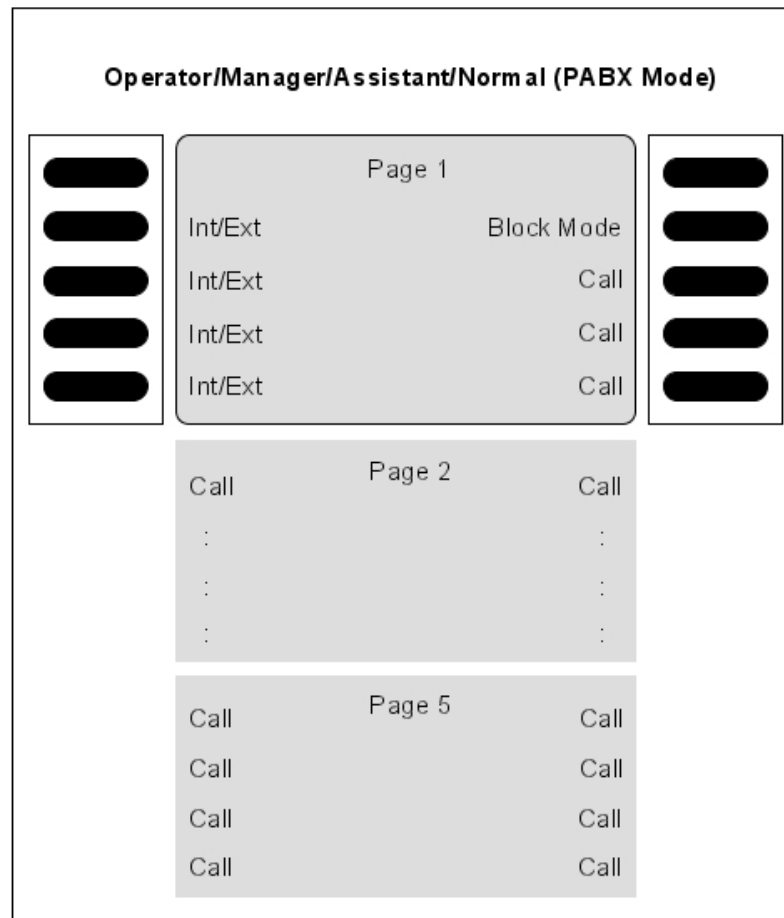 Operator/Manager/Assistant/Normal (PABX Mode)
Page 1
Int/Ext Block Mode
Int/Ext Call
Int/Ext Call
Int/Ext Call
Page 2
Call Call
: :
: :
: :
Page 5
Call Call
Call Call
Call Call
Call Call